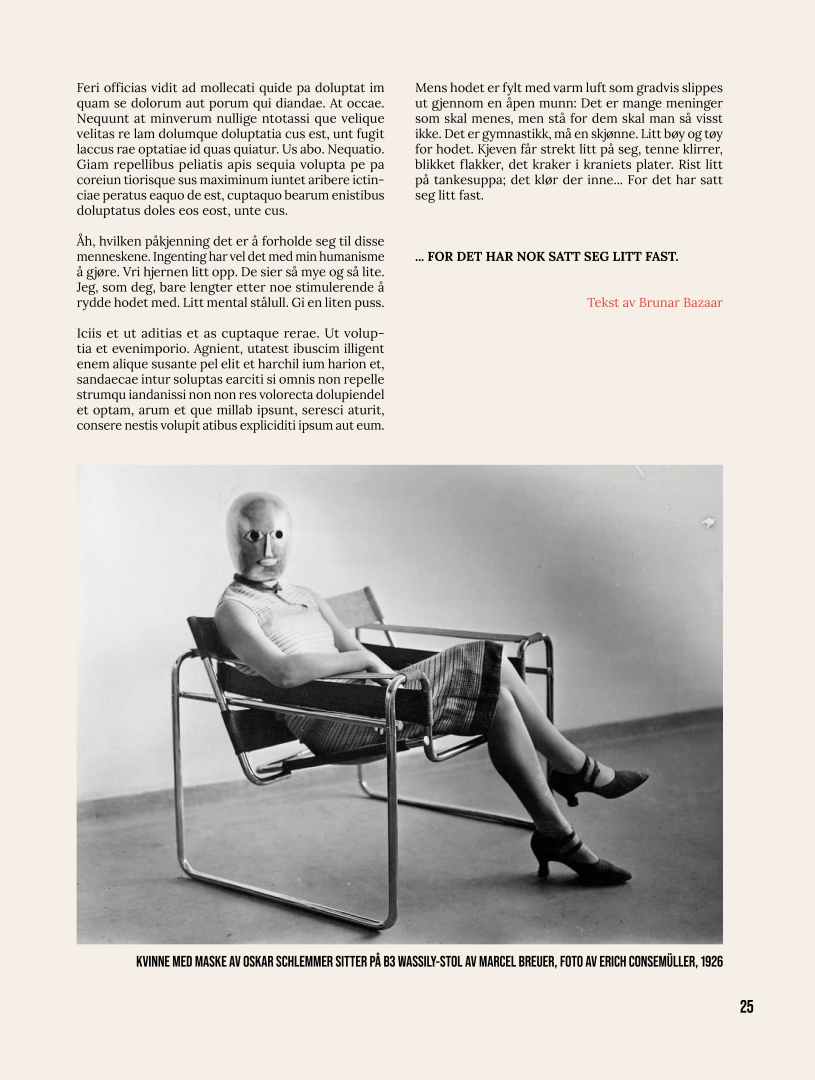 Feri officias vidit ad mollecati quide pa doluptat im
quam se dolorum aut porum qui diandae. At occae.
Nequunt at minverum nullige ntotassi que velique
velitas re lam dolumque doluptatia cus est, unt fugit
laccus rae optatiae id quas quiatur. Us abo. Nequatio.
Giam repellibus peliatis apis sequia volupta pe pa
coreiun tiorisque sus maximinum iuntet aribere ictin-
ciae peratus eaquo de est, cuptaquo bearum enistibus
doluptatus doles eos eost, unte cus.
Åh, hvilken påkjenning det er å forholde seg til disse
menneskene. Ingenting har vel det med min humanisme
å gjøre. Vri hjernen litt opp. De sier så mye og så lite.
Jeg, som deg, bare lengter etter noe stimulerende å
rydde hodet med. Litt mental stålull. Gi en liten puss.
Iciis et ut aditias et as cuptaque rerae. Ut volup-
tia et evenimporio. Agnient, utatest ibuscim illigent
enem alique susante pel elit et harchil ium harion et,
sandaecae intur soluptas earciti si omnis non repelle
strumqu iandanissi non non res volorecta dolupiendel
et optam, arum et que millab ipsunt, seresci aturit,
consere nestis volupit atibus expliciditi ipsum aut eum.
Mens hodet er fylt med varm luft som gradvis slippes
ut gjennom en åpen munn: Det er mange meninger
som skal menes, men stå for dem skal man så visst
ikke. Det er gymnastikk, må en skjønne. Litt bøy og tøy
for hodet. Kjeven får strekt litt på seg, tenne klirrer,
blikket flakker, det kraker i kraniets plater. Rist litt
på tankesuppa; det klør der inne... For det har satt
seg litt fast.
... FOR DET HAR NOK SATT SEG LITT FAST.
Tekst av Brunar Bazaar
KVINNE MED MASKE AV OSKAR SCHLEMMER SITTER PÅ B3 WASSILY-STOL AV MARCEL BREUER, FOTO AV ERICH CONSEMÜLLER, 1926
25